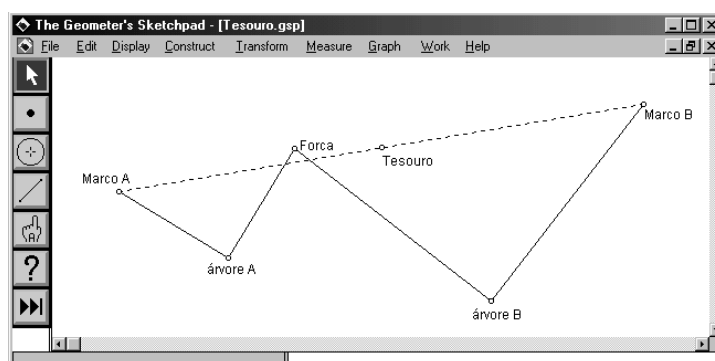 The Geometer's Sketchpad - [Tesouro.gsp]
File Edit Display Construct Transform Measure Graph Work Help
Marco B
Forca
Tesouro
Marco A
árvore A
árvore B
A